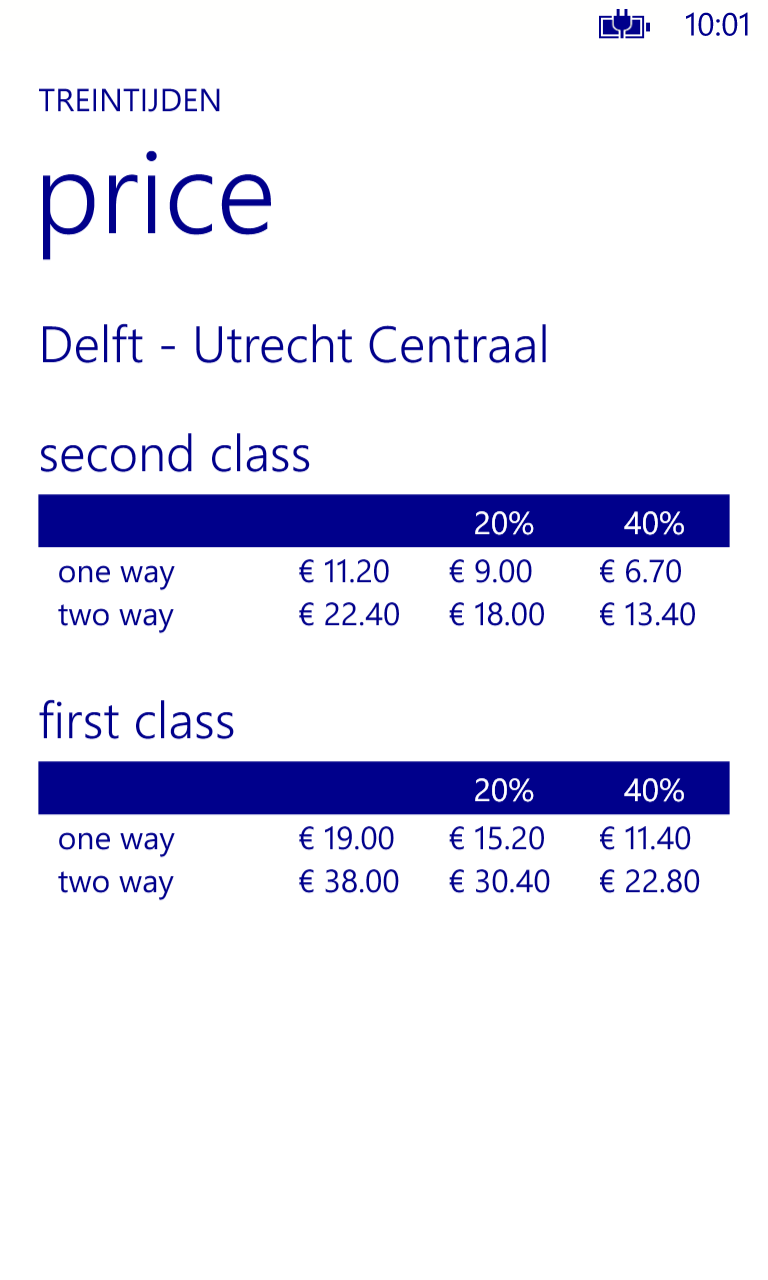 10:01
TREINTIJDEN
price
Delft - Utrecht Centraal
second class
20% 40%
one way € 11.20 € 9.00 € 6.70
two way € 22.40 € 18.00 € 13.40
first class
20% 40%
one way € 19.00 € 15.20 € 11.40
two way € 38.00 € 30.40 € 22.80